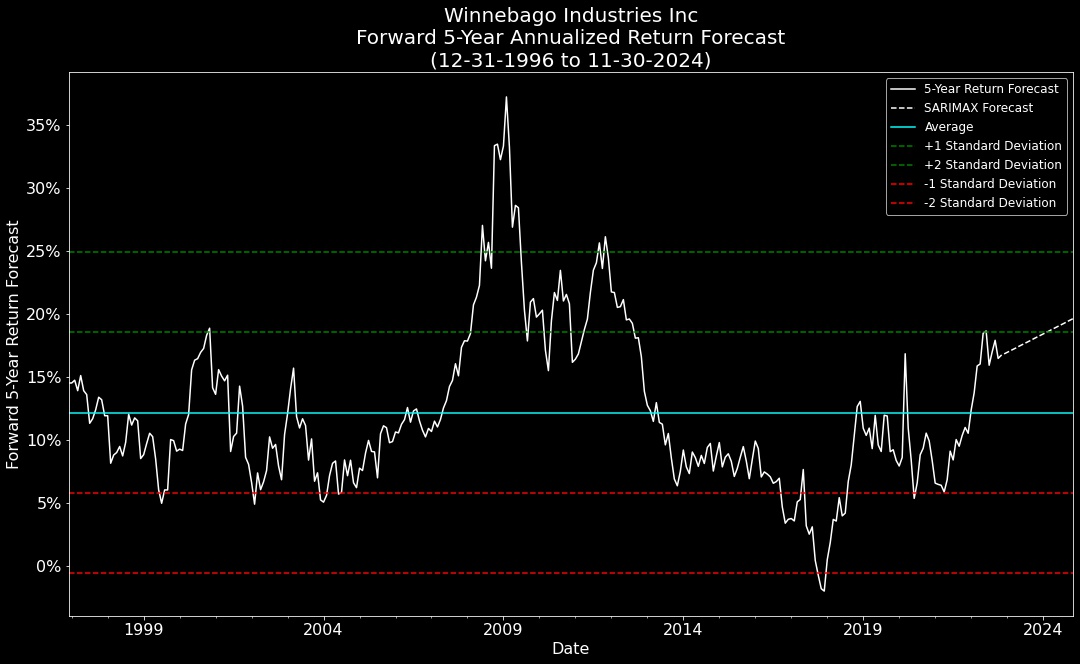 Winnebago Industries Inc
Forward 5-Year Annualized Return Forecast
(12-31-1996 to 11-30-2024)
5-Year Return Forecast
SARIMAX Forecast
Average
+1 Standard Deviation
+2 Standard Deviation
-1 Standard Deviation
-2 Standard Deviation
Forward 5-Year Return Forecast
35%
30%
25%
20%
15%
10%
5%
0%
1999
2004
2009
2014
2019
2024
Date